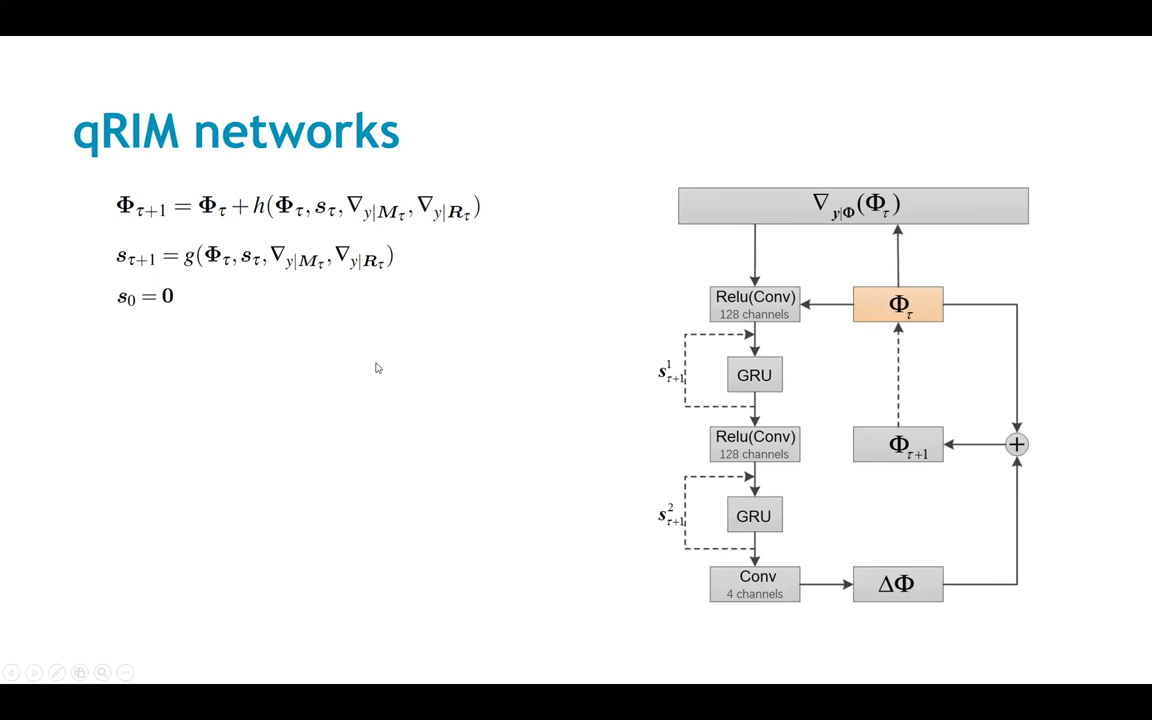 qRIM networks
Φ_{τ+1} = Φ_τ + h(Φ_τ, s_τ, ∇_{y|M_τ}, ∇_{y|R_τ})
s_{τ+1} = g(Φ_τ, s_τ, ∇_{y|M_τ}, ∇_{y|R_τ})
s_0 = 0
∇_{y|Φ}(Φ_τ)
Relu(Conv)
128 channels
Φ_τ
s^1_{τ+1}
GRU
Relu(Conv)
128 channels
Φ_{τ+1}
+
s^2_{τ+1}
GRU
Conv
4 channels
ΔΦ